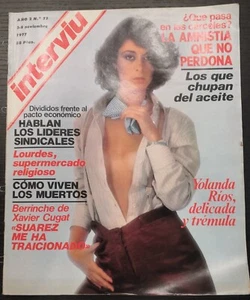 AÑO 2 N.° 77
3-9 noviembre
1977
50 Ptas.
interviu
¿Qué pasa
en las cárceles?
LA AMNISTIA
QUE NO
PERDONA
Los que
chupan
del aceite
Divididos frente al
pacto económico
HABLAN
LOS LIDERES
SINDICALES
Lourdes,
supermercado
religioso
CÓMO VIVEN
LOS MUERTOS
Berrinche de
Xavier Cugat
«SUAREZ
ME HA
TRAICIONADO»
Yolanda
Ríos,
delicada
y trémula